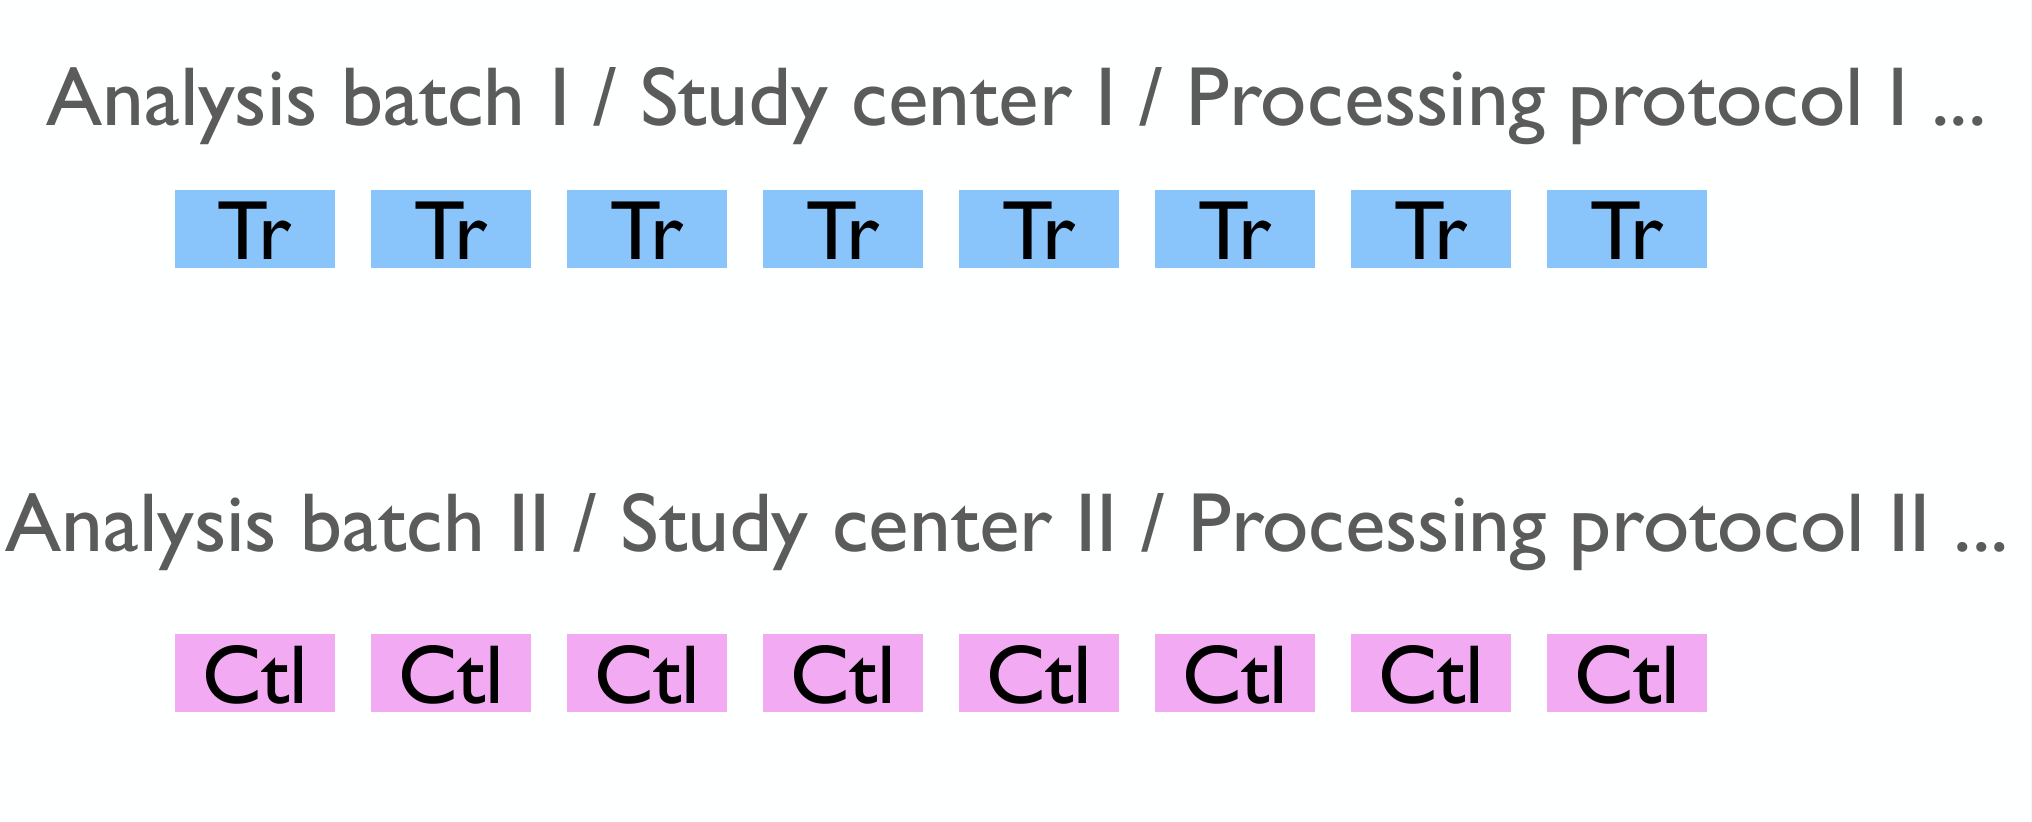 Analysis batch I / Study center I / Processing protocol I ...
Tr Tr Tr Tr Tr Tr Tr Tr
Analysis batch II / Study center II / Processing protocol II ...
Ctl Ctl Ctl Ctl Ctl Ctl Ctl Ctl